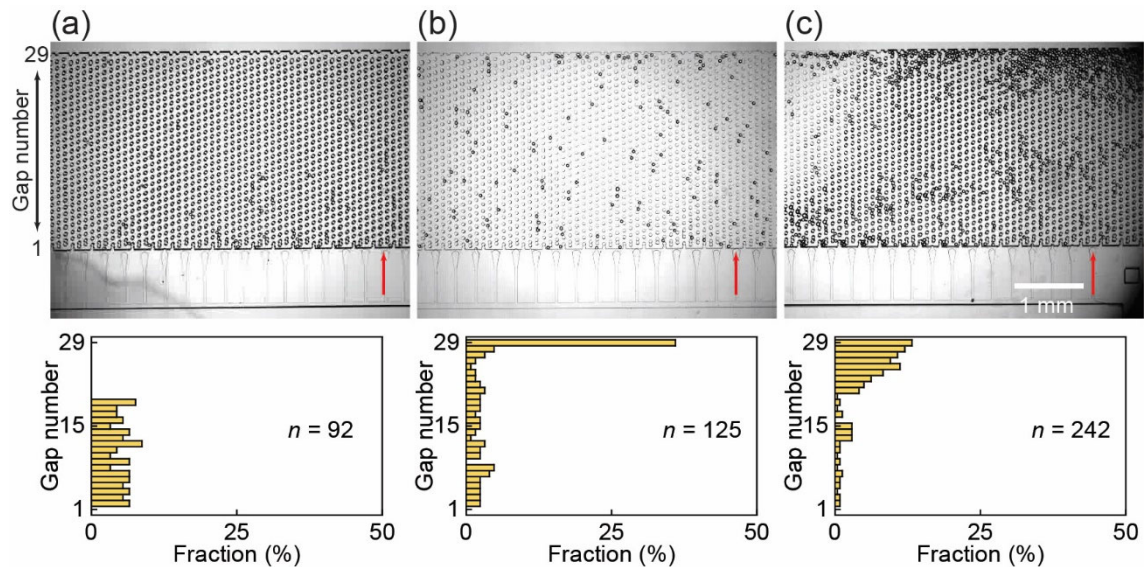 (a)
(b)
(c)
29
Gap number
1
1 mm
29
15
1
Gap number
n = 92
0
25
50
Fraction (%)
29
15
1
Gap number
n = 125
0
25
50
Fraction (%)
29
15
1
Gap number
n = 242
0
25
50
Fraction (%)